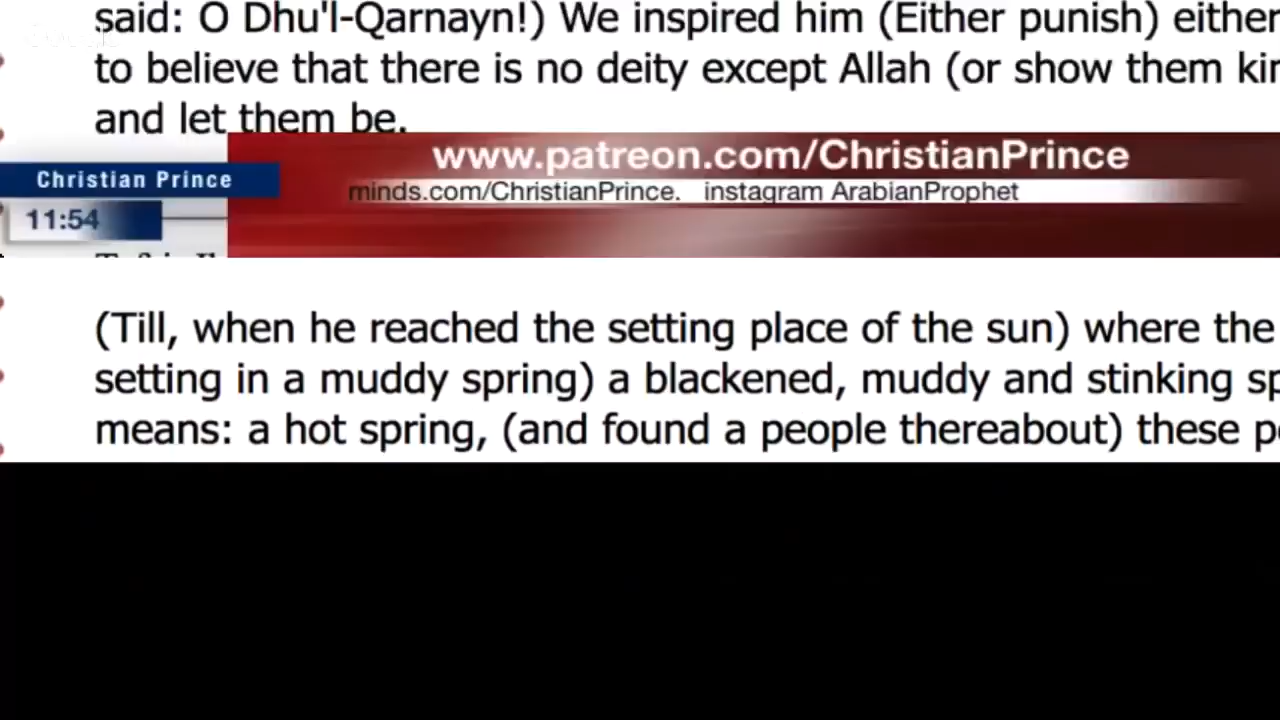 said: O Dhu'l-Qarnayn!) We inspired him (Either punish) either
to believe that there is no deity except Allah (or show them
and let them be.
www.patreon.com/ChristianPrince
Christian Prince
minds.com/ChristianPrince. instagram ArabianProphet
11:54
(Till, when he reached the setting place of the sun) where the
setting in a muddy spring) a blackened, muddy and stinking
means: a hot spring, (and found a people thereabout) these